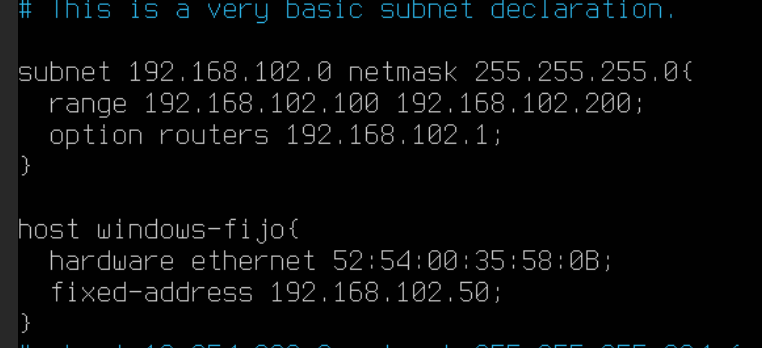 # This is a very basic subnet declaration.
subnet 192.168.102.0 netmask 255.255.255.0{
range 192.168.102.100 192.168.102.200;
option routers 192.168.102.1;
}
host windows-fijo{
hardware ethernet 52:54:00:35:58:0B;
fixed-address 192.168.102.50;
}